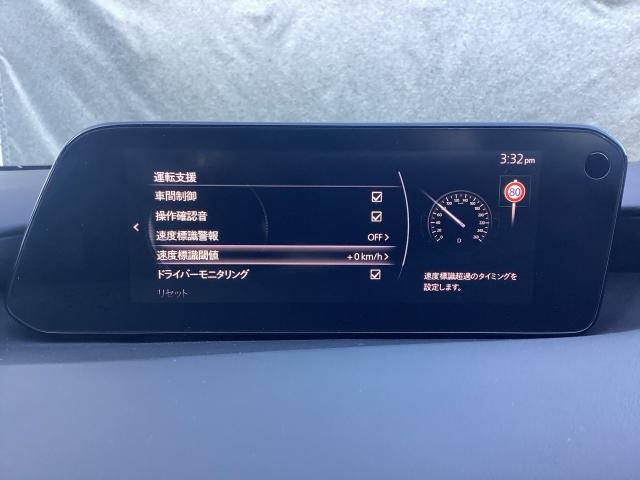 3:32 pm
運転支援
車間制御
操作確認音
速度標識警報 OFF
速度標識閾値 +0 km/h
ドライバーモニタリング
リセット
80
D
速度標識超過のタイミングを
設定します。